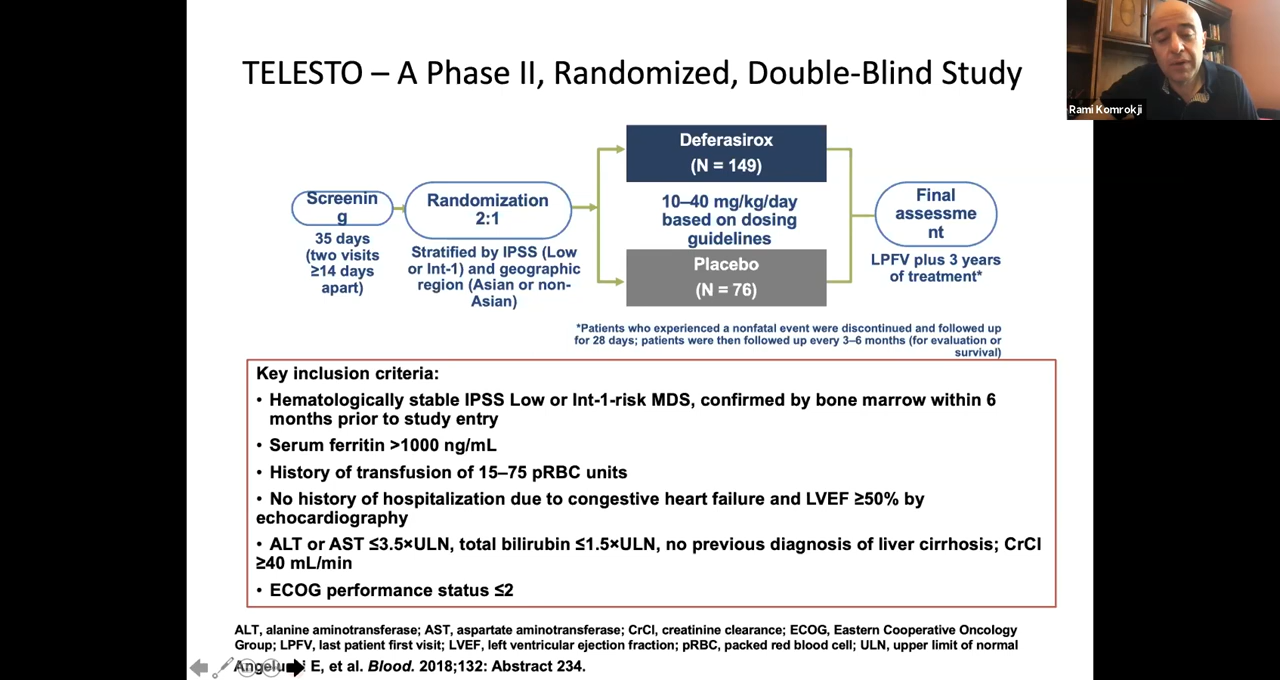 TELESTO – A Phase II, Randomized, Double-Blind Study
Rami Komrokji
Screenin
g
35 days
(two visits
≥14 days
apart)
Randomization
2:1
Stratified by IPSS (Low
or Int-1) and geographic
region (Asian or non-
Asian)
Deferasirox
(N = 149)
10–40 mg/kg/day
based on dosing
guidelines
Placebo
(N = 76)
Final
assessme
nt
LPFV plus 3 years
of treatment*
*Patients who experienced a nonfatal event were discontinued and followed up
for 28 days; patients were then followed up every 3–6 months (for evaluation or
survival)
Key inclusion criteria:
• Hematologically stable IPSS Low or Int-1-risk MDS, confirmed by bone marrow within 6
months prior to study entry
• Serum ferritin >1000 ng/mL
• History of transfusion of 15–75 pRBC units
• No history of hospitalization due to congestive heart failure and LVEF ≥50% by
echocardiography
• ALT or AST ≤3.5×ULN, total bilirubin ≤1.5×ULN, no previous diagnosis of liver cirrhosis; CrCl
≥40 mL/min
• ECOG performance status ≤2
ALT, alanine aminotransferase; AST, aspartate aminotransferase; CrCl, creatinine clearance; ECOG, Eastern Cooperative Oncology
Group; LPFV, last patient first visit; LVEF, left ventricular ejection fraction; pRBC, packed red blood cell; ULN, upper limit of normal
E, et al. Blood. 2018;132: Abstract 234.